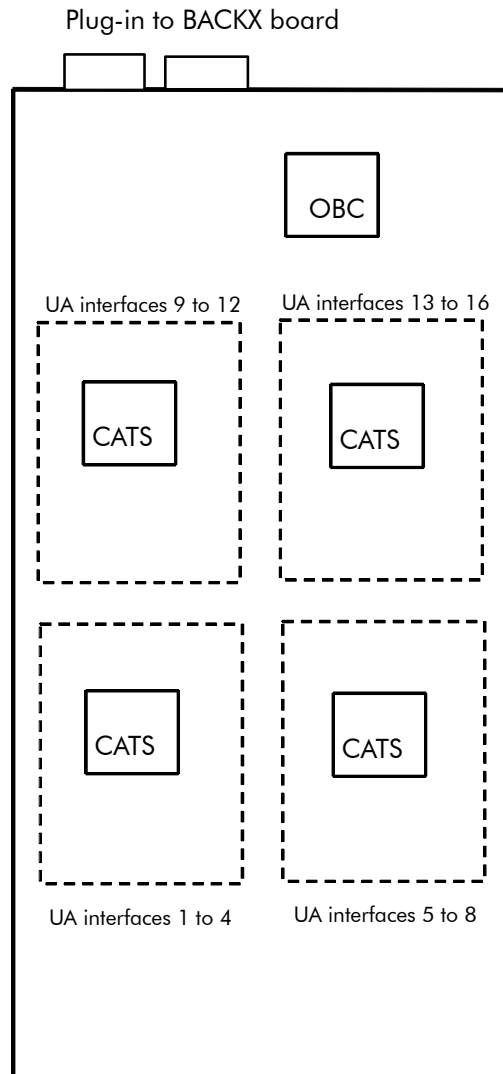 Plug-in to BACKX board
OBC
UA interfaces 9 to 12
UA interfaces 13 to 16
CATS
CATS
CATS
CATS
UA interfaces 1 to 4
UA interfaces 5 to 8